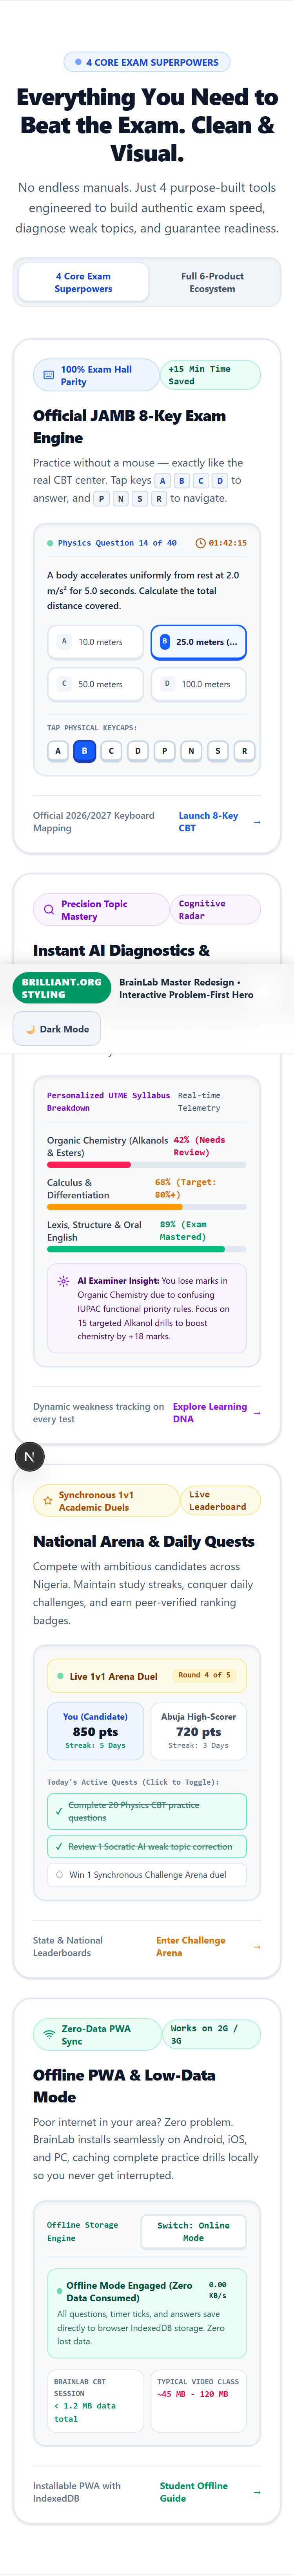 4 CORE EXAM SUPERPOWERS
Everything You Need to
Beat the Exam. Clean &
Visual.
No endless manuals. Just 4 purpose-built tools
engineered to build authentic exam speed,
diagnose weak topics, and guarantee readiness.
4 Core Exam
Superpowers
Full 6-Product
Ecosystem
100% Exam Hall
Parity
+15 Min Time
Saved
Official JAMB 8-Key Exam
Engine
Practice without a mouse — exactly like the
real CBT center. Tap keys A B C D to
answer, and P N S R to navigate.
Physics Question 14 of 40
01:42:15
A body accelerates uniformly from rest at 2.0
m/s² for 5.0 seconds. Calculate the total
distance covered.
A 10.0 meters
B 25.0 meters (...
C 50.0 meters
D 100.0 meters
TAP PHYSICAL KEYCAPS:
A B C D P N S R
Official 2026/2027 Keyboard
Mapping
Launch 8-Key
CBT →
Precision Topic
Mastery
Cognitive
Radar
Instant AI Diagnostics &
BRILLIANT.ORG
STYLING
BrainLab Master Redesign •
Interactive Problem-First Hero
🌙 Dark Mode
Personalized UTME Syllabus
Breakdown
Real-time
Telemetry
Organic Chemistry (Alkanols
& Esters)
42% (Needs
Review)
Calculus &
Differentiation
68% (Target:
80%+)
Lexis, Structure & Oral
English
89% (Exam
Mastered)
AI Examiner Insight: You lose marks in
Organic Chemistry due to confusing
IUPAC functional priority rules. Focus on
15 targeted Alkanol drills to boost
chemistry by +18 marks.
Dynamic weakness tracking on
every test
Explore Learning
DNA →
N
Synchronous 1v1
Academic Duels
Live
Leaderboard
National Arena & Daily Quests
Compete with ambitious candidates across
Nigeria. Maintain study streaks, conquer daily
challenges, and earn peer-verified ranking
badges.
Live 1v1 Arena Duel
Round 4 of 5
You (Candidate)
850 pts
Streak: 5 Days
Abuja High-Scorer
720 pts
Streak: 3 Days
Today's Active Quests (Click to Toggle):
✓ Complete 20 Physics CBT practice
questions
✓ Review 1 Socratic AI weak topic correction
Win 1 Synchronous Challenge Arena duel
State & National
Leaderboards
Enter Challenge
Arena →
Zero-Data PWA
Sync
Works on 2G /
3G
Offline PWA & Low-Data
Mode
Poor internet in your area? Zero problem.
BrainLab installs seamlessly on Android, iOS,
and PC, caching complete practice drills locally
so you never get interrupted.
Offline Storage
Engine
Switch: Online
Mode
Offline Mode Engaged (Zero
Data Consumed)
0.00
KB/s
All questions, timer ticks, and answers save
directly to browser IndexedDB storage. Zero
lost data.
BRAINLAB CBT
SESSION
< 1.2 MB data
total
TYPICAL VIDEO CLASS
~45 MB - 120 MB
Installable PWA with
IndexedDB
Student Offline
Guide →